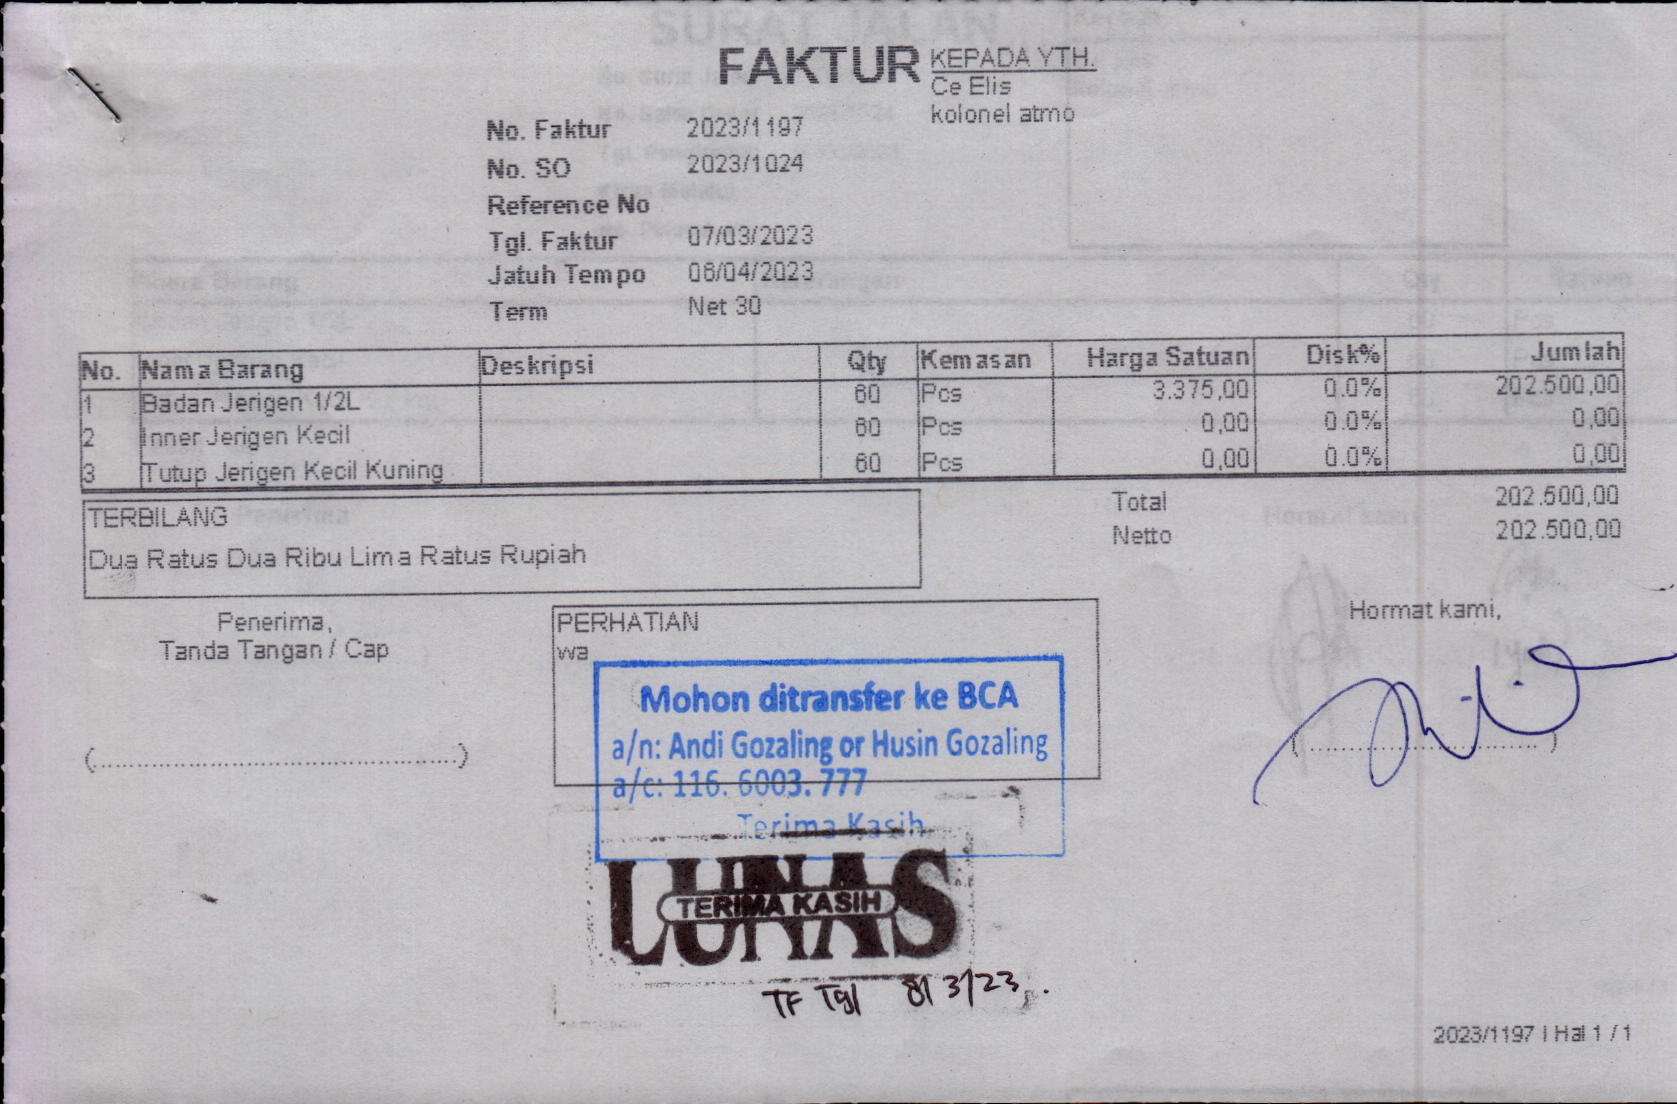 FAKTUR
KEPADA YTH.
Ce Elis
kolonel atmo
No. Faktur 2023/1197
No. SO 2023/1024
Reference No
Tgl. Faktur 07/03/2023
Jatuh Tempo 06/04/2023
Term Net 30
No. Nama Barang Deskripsi Qty Kemasan Harga Satuan Disk% Jumlah
1 Badan Jerigen 1/2L 60 Pcs 3.375,00 0.0% 202.500,00
2 Inner Jerigen Kecil 60 Pcs 0,00 0.0% 0,00
3 Tutup Jerigen Kecil Kuning 60 Pcs 0,00 0.0% 0,00
Total 202.500,00
Netto 202.500,00
TERBILANG
Dua Ratus Dua Ribu Lima Ratus Rupiah
Penerima,
Tanda Tangan / Cap
(............................................)
PERHATIAN
wa
Mohon ditransfer ke BCA
a/n: Andi Gozaling or Husin Gozaling
a/c: 116. 6003. 777
Terima Kasih
LUNAS
TERIMA KASIH
TF Tgl 8/3/23.
Hormat kami,
(............................)
2023/1197 | Hal 1 / 1